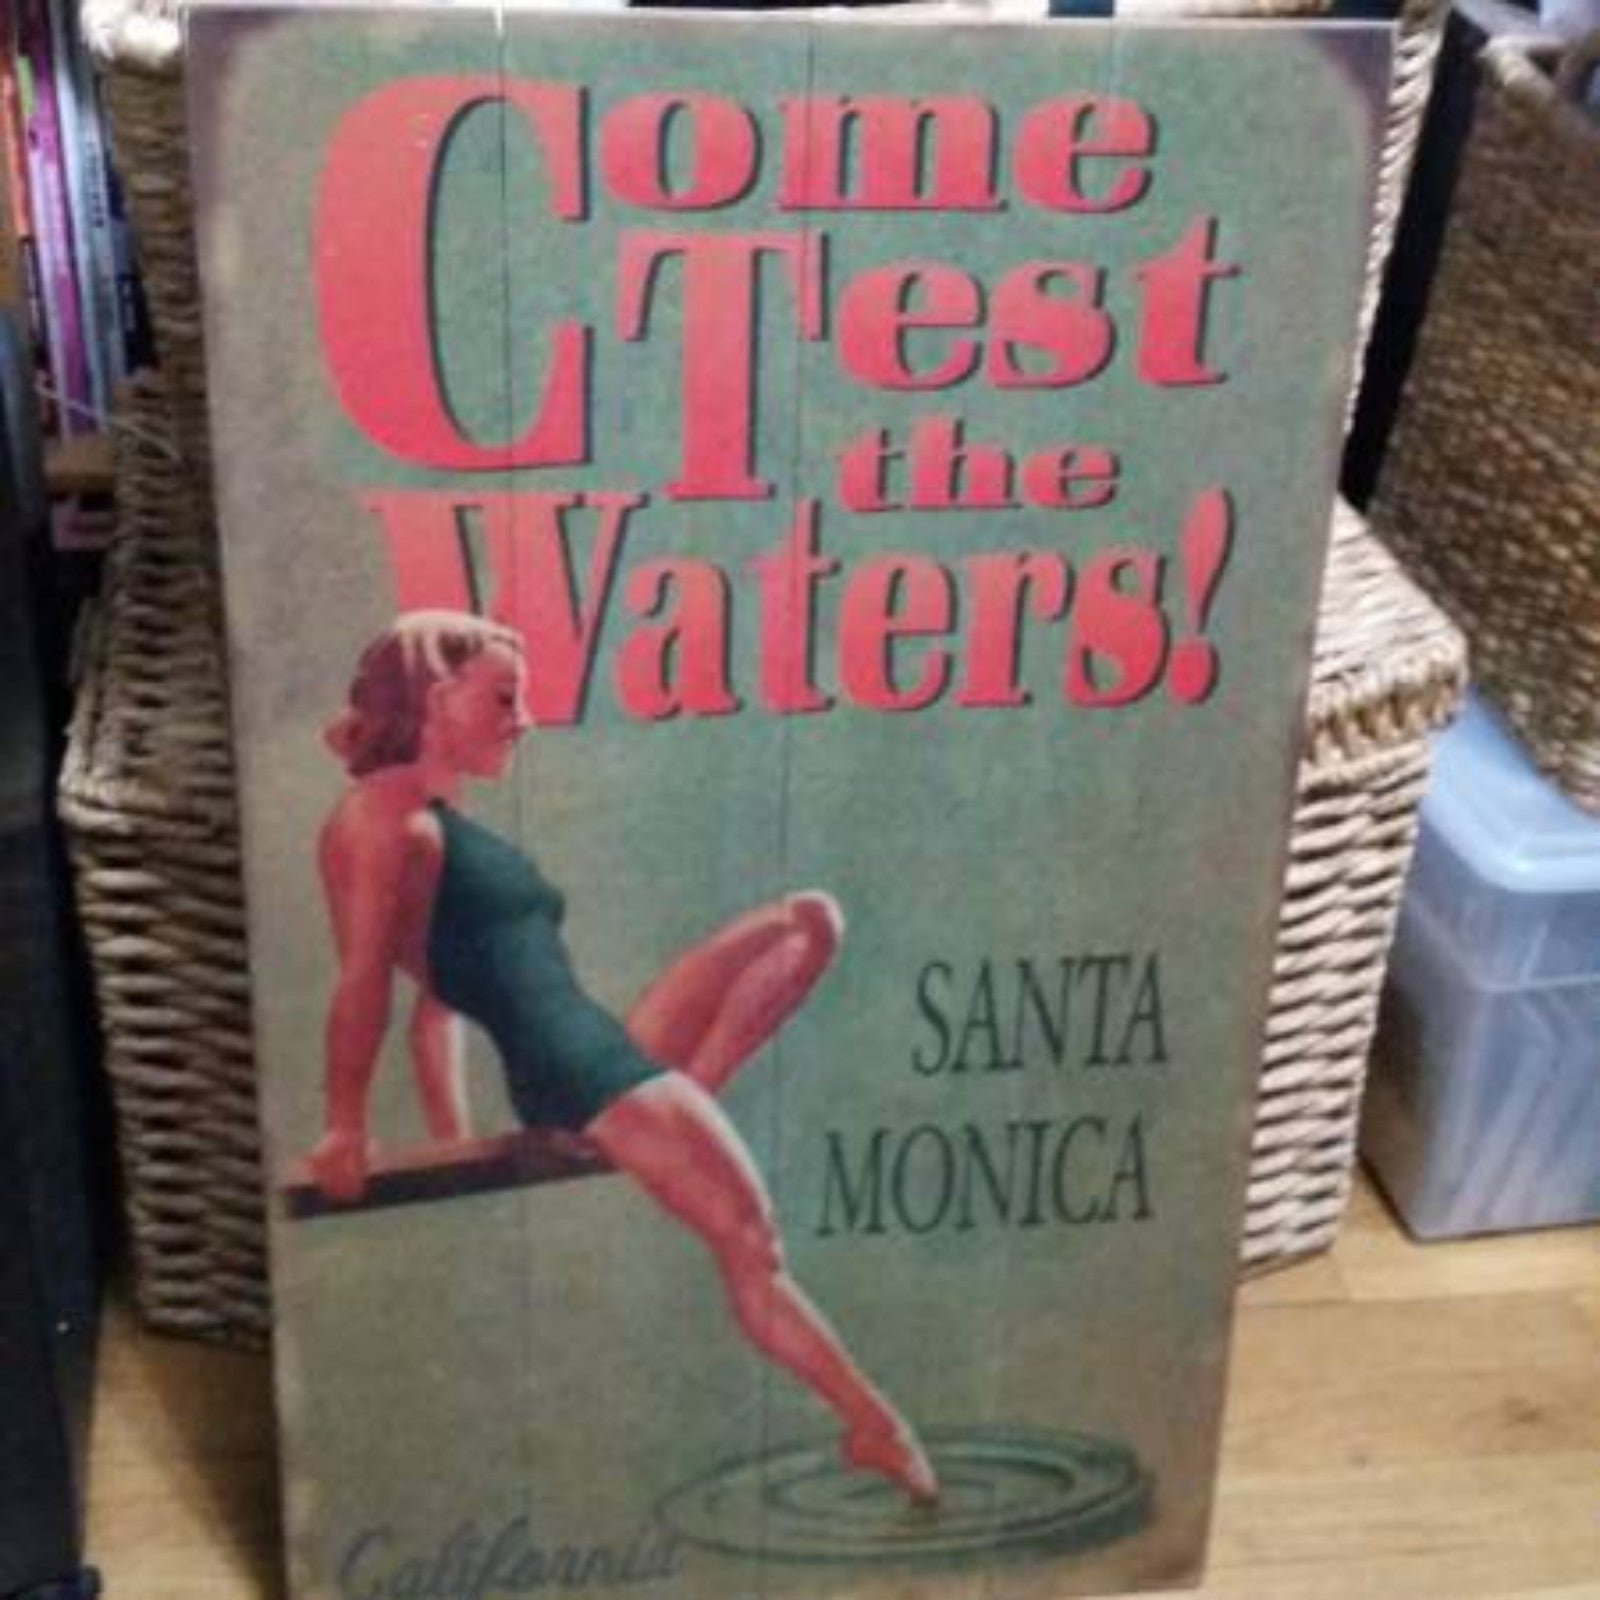 Come
Test
the
Waters!
SANTA
MONICA
California